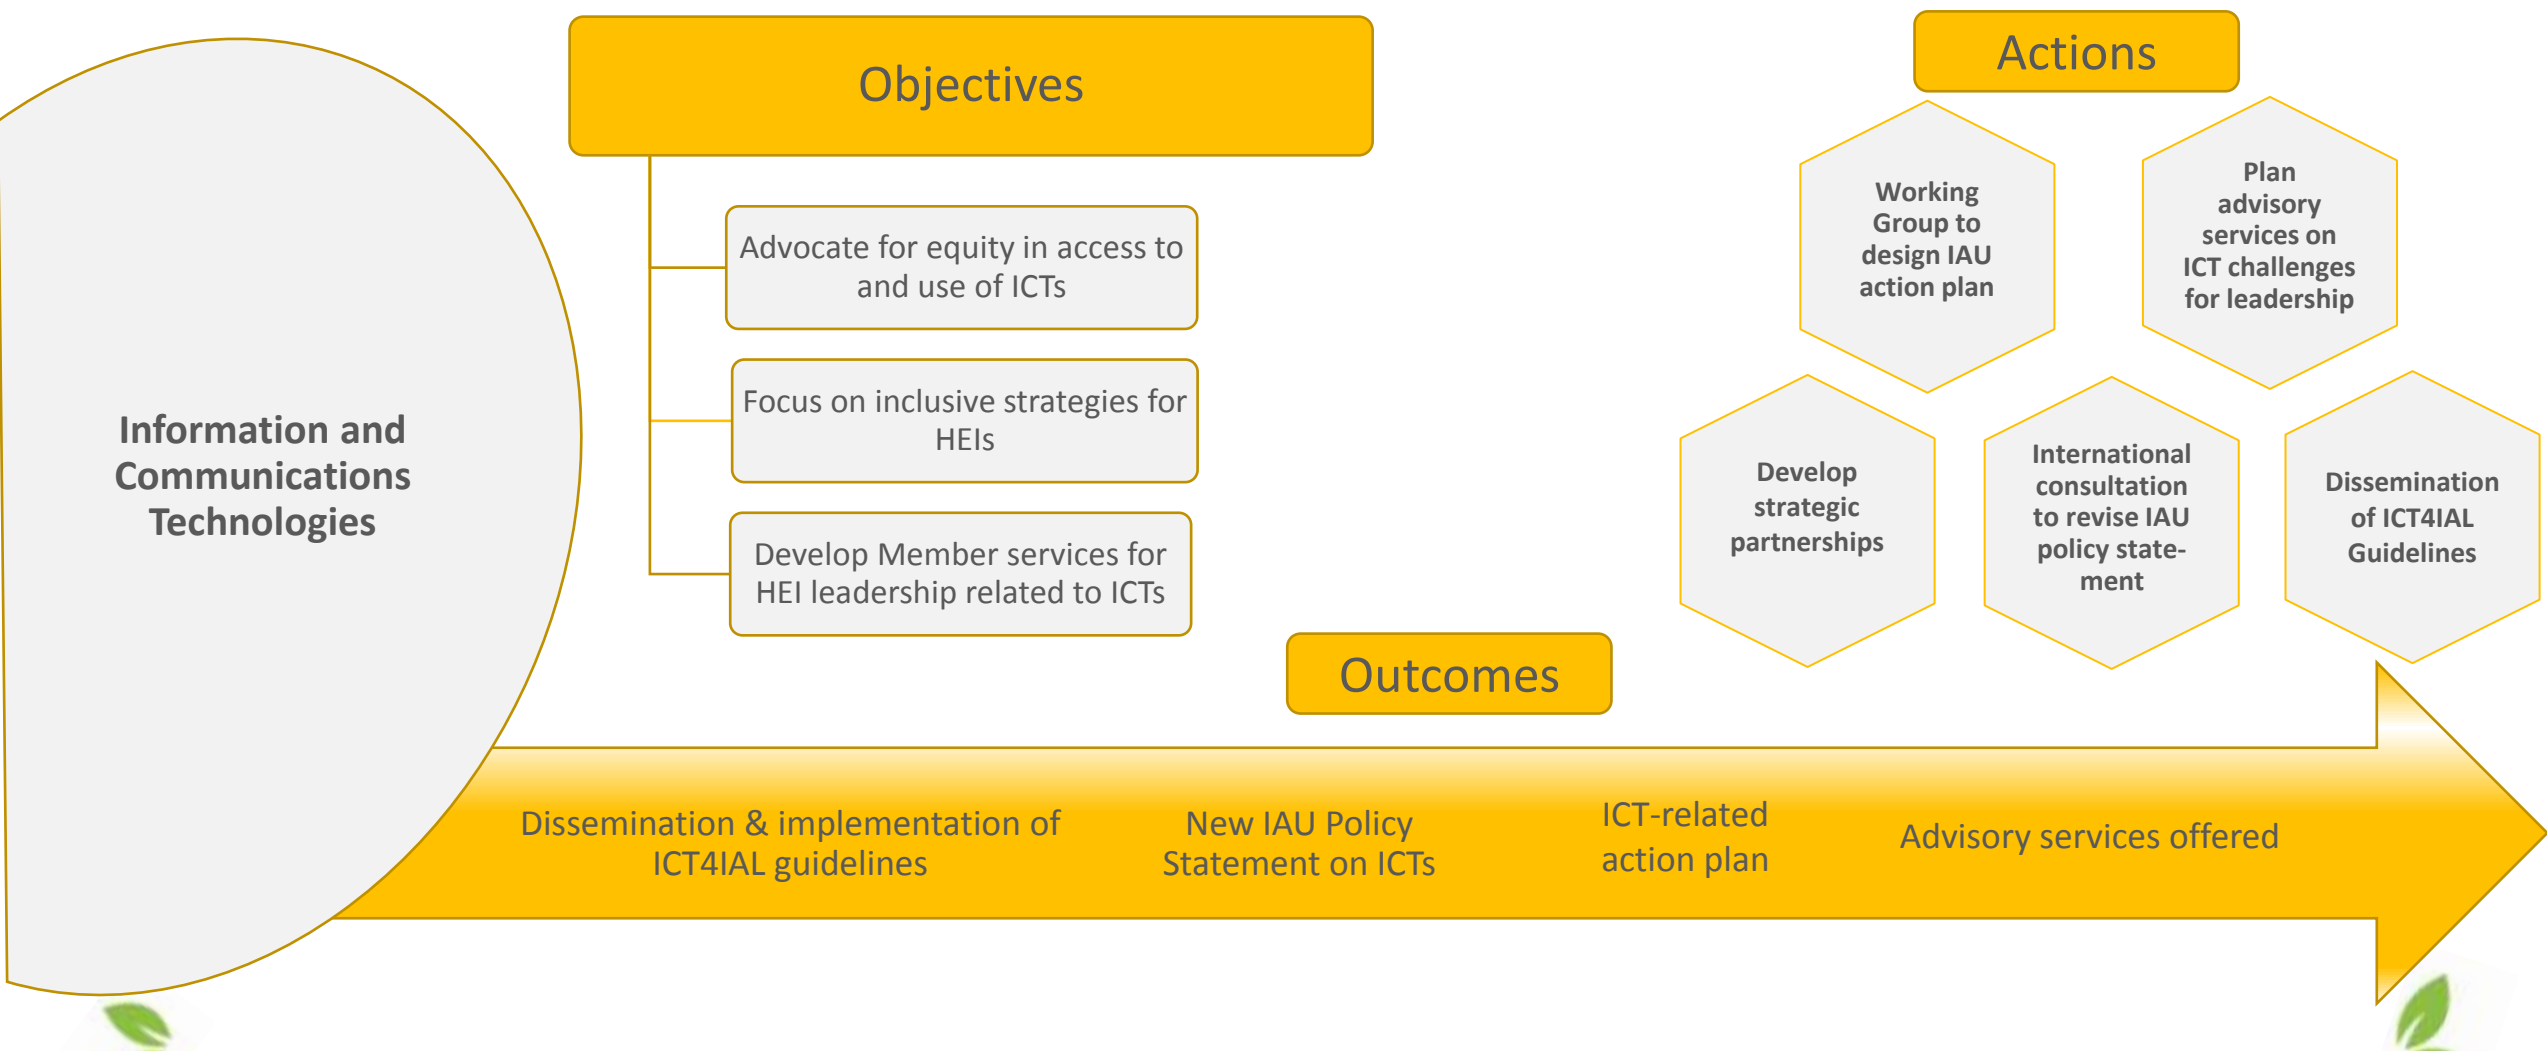 Information and
Communications
Technologies
Objectives
Advocate for equity in access to
and use of ICTs
Focus on inclusive strategies for
HEIs
Develop Member services for
HEI leadership related to ICTs
Actions
Working
Group to
design IAU
action plan
Plan
advisory
services on
ICT challenges
for leadership
Develop
strategic
partnerships
International
consultation
to revise IAU
policy state-
ment
Dissemination
of ICT4IAL
Guidelines
Outcomes
Dissemination & implementation of
ICT4IAL guidelines
New IAU Policy
Statement on ICTs
ICT-related
action plan
Advisory services offered